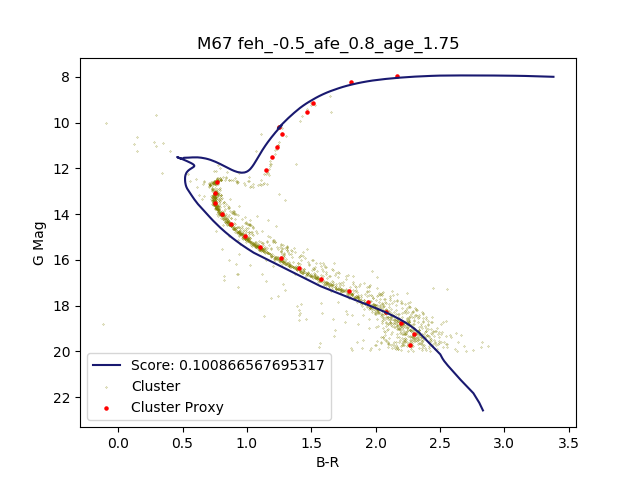 M67 feh_-0.5_afe_0.8_age_1.75
8
10
12
14
16
18
20
22
G Mag
Score: 0.100866567695317
Cluster
Cluster Proxy
0.0 0.5 1.0 1.5 2.0 2.5 3.0 3.5
B-R